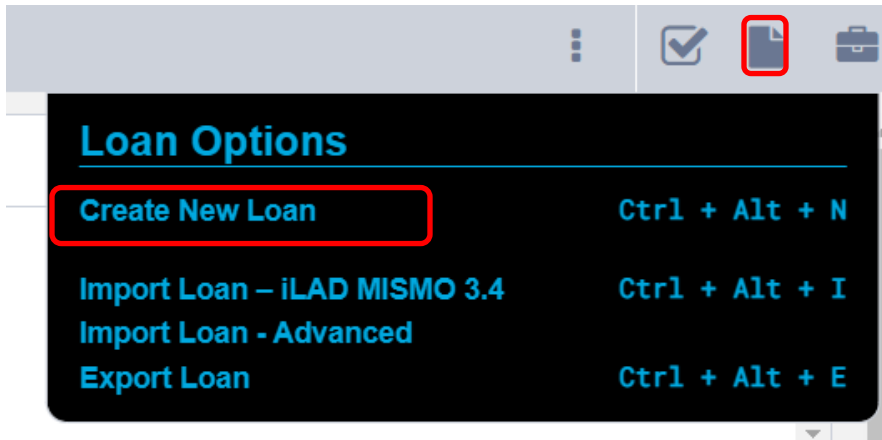 Loan Options
Create New Loan Ctrl + Alt + N
Import Loan – iLAD MISMO 3.4 Ctrl + Alt + I
Import Loan - Advanced
Export Loan Ctrl + Alt + E